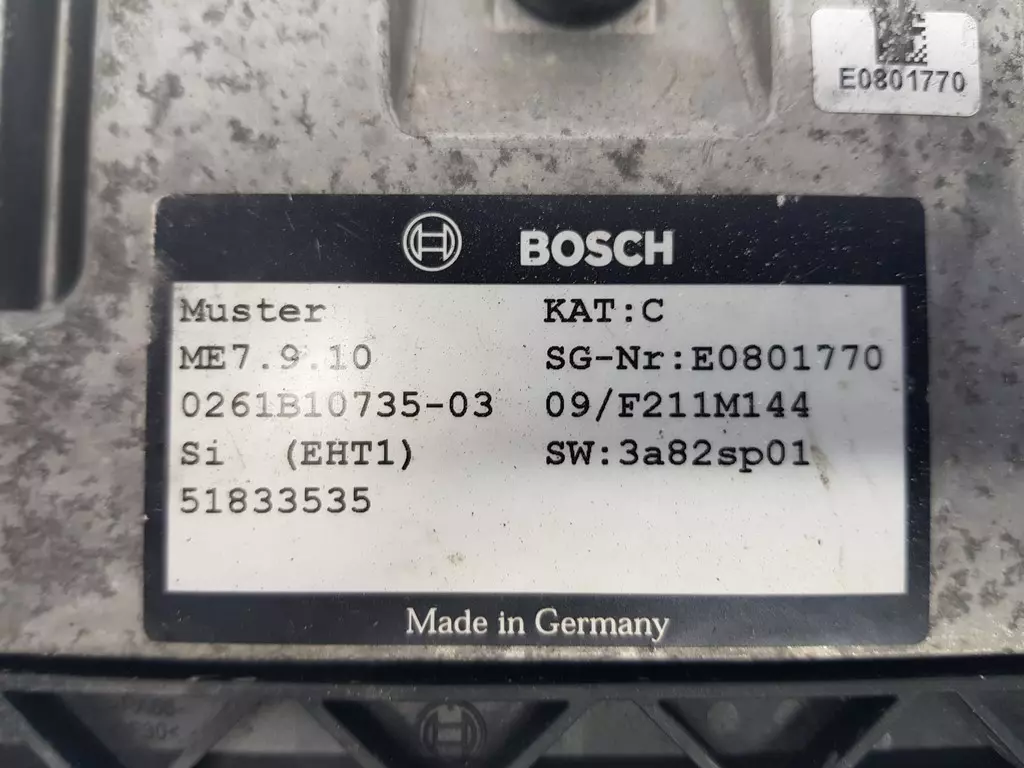 E0801770
BOSCH
Muster KAT:C
ME7.9.10 SG-Nr:E0801770
0261B10735-03 09/F211M144
Si (EHT1) SW:3a82sp01
51833535
Made in Germany